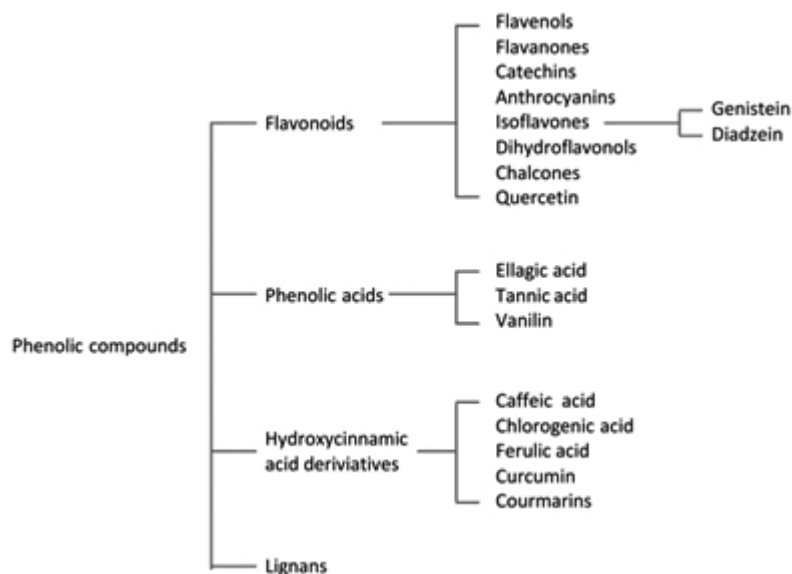 Phenolic compounds
Flavonoids
Flavenols
Flavanones
Catechins
Anthrocyanins
Isoflavones
Genistein
Diadzein
Dihydroflavonols
Chalcones
Quercetin
Phenolic acids
Ellagic acid
Tannic acid
Vanilin
Hydroxycinnamic
acid deriviatives
Caffeic acid
Chlorogenic acid
Ferulic acid
Curcumin
Courmarins
Lignans